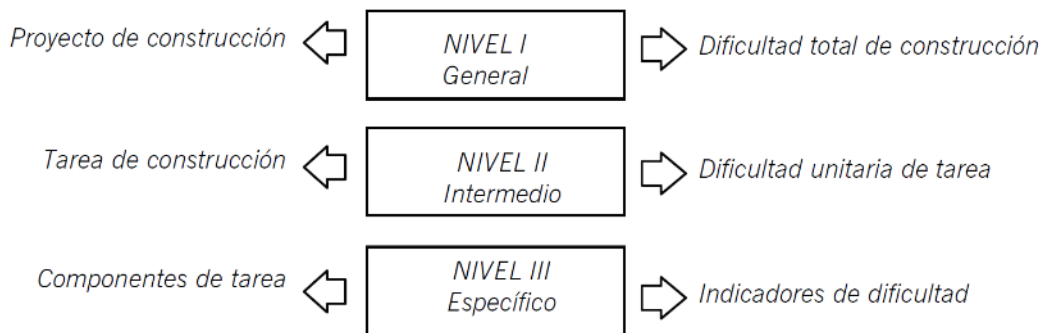 Proyecto de construcción
NIVEL I
General
Dificultad total de construcción
Tarea de construcción
NIVEL II
Intermedio
Dificultad unitaria de tarea
Componentes de tarea
NIVEL III
Específico
Indicadores de dificultad